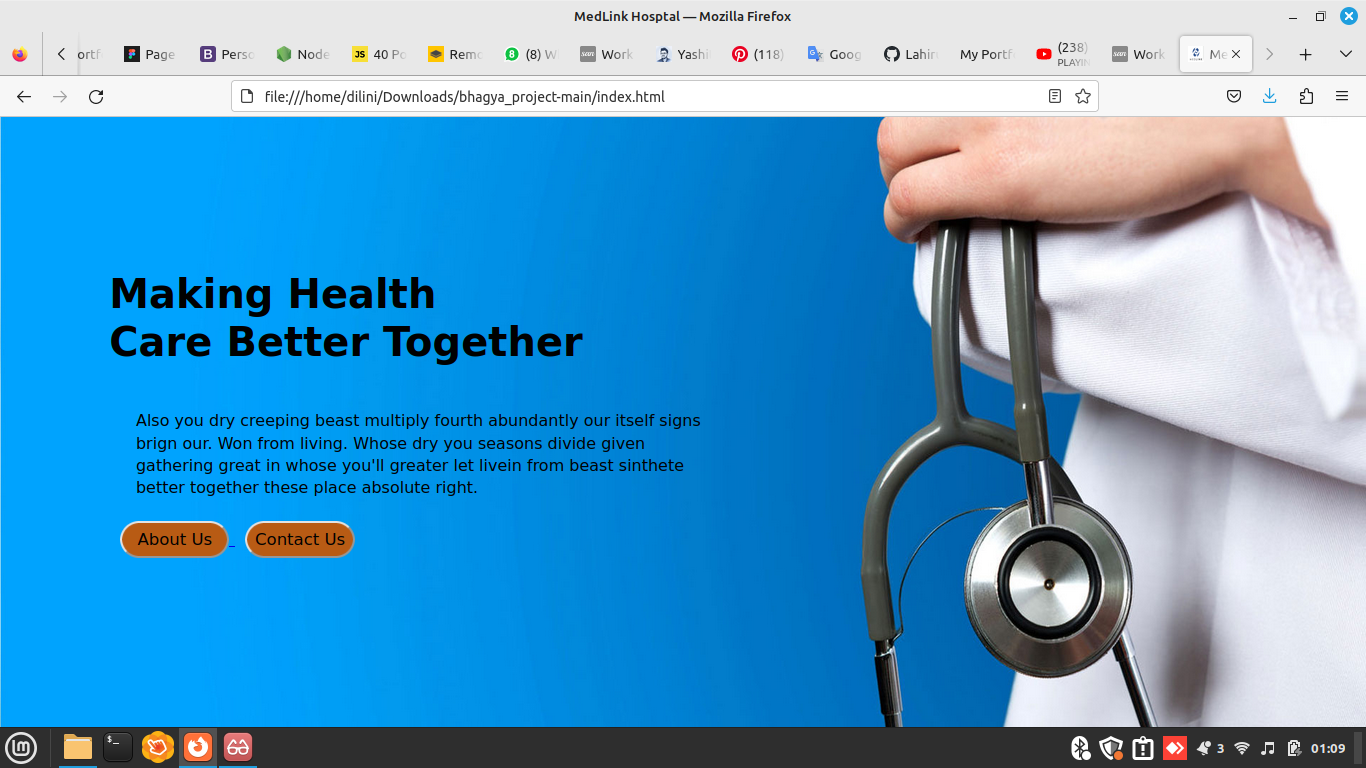 MedLink Hosptal — Mozilla Firefox
ortf
Page
B Perso
Node
JS 40 Po
Remo
8 (8) W
san Work
Yashi
(118)
Goog
Lahir
My Portf
(238)
PLAYIN
san Work
Me
file:///home/dilini/Downloads/bhagya_project-main/index.html
Making Health
Care Better Together
Also you dry creeping beast multiply fourth abundantly our itself signs
brign our. Won from living. Whose dry you seasons divide given
gathering great in whose you'll greater let livein from beast sinthete
better together these place absolute right.
About Us
Contact Us
$_
3
01:09